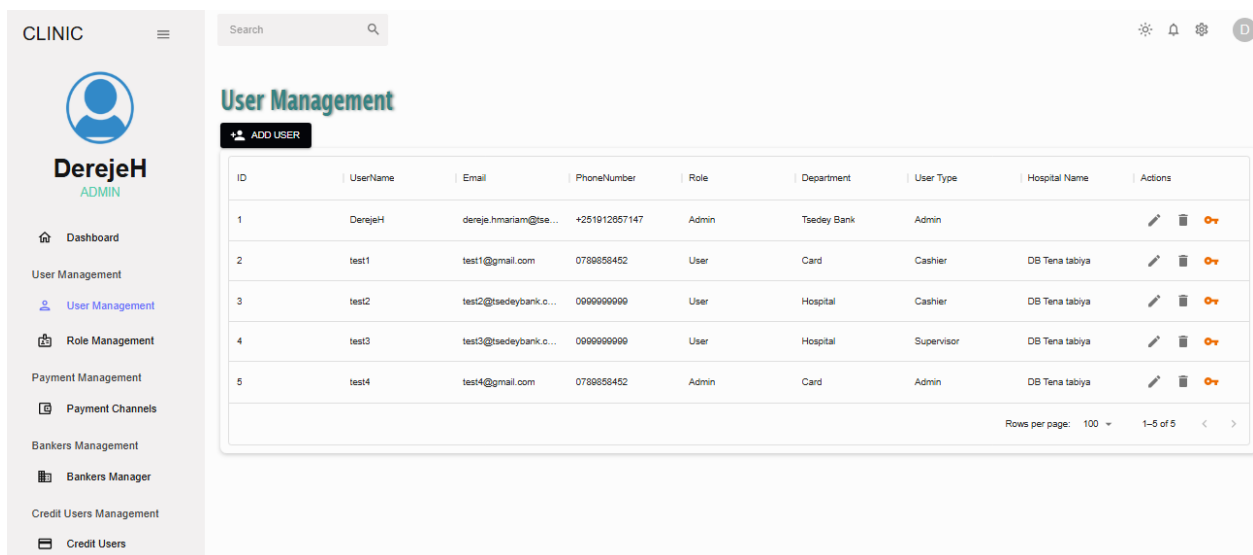 CLINIC
Search
D
DerejeH
ADMIN
Dashboard
User Management
User Management
Role Management
Payment Management
Payment Channels
Bankers Management
Bankers Manager
Credit Users Management
Credit Users
User Management
ADD USER
ID UserName Email PhoneNumber Role Department User Type Hospital Name Actions
1 DerejeH dereje.hmariam@tse... +251912657147 Admin Tsedey Bank Admin
2 test1 test1@gmail.com 0789858452 User Card Cashier DB Tena tabiya
3 test2 test2@tsedeybank.c... 0999999999 User Hospital Cashier DB Tena tabiya
4 test3 test3@tsedeybank.c... 0999999999 User Hospital Supervisor DB Tena tabiya
5 test4 test4@gmail.com 0789858452 Admin Card Admin DB Tena tabiya
Rows per page: 100 1–5 of 5